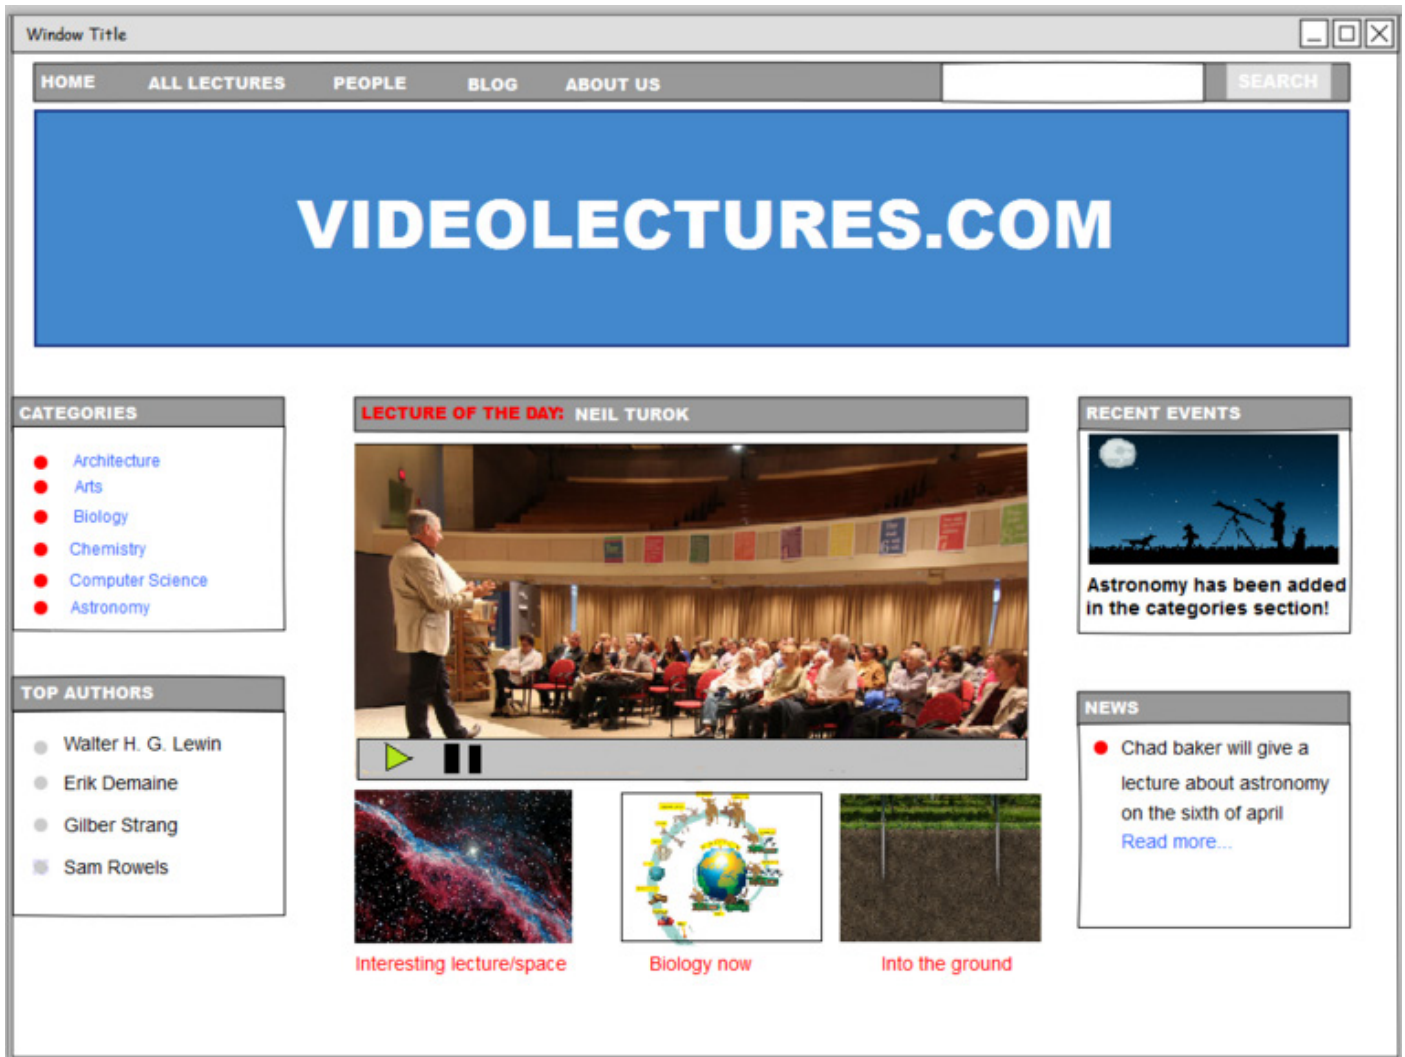 Window Title
HOME
ALL LECTURES
PEOPLE
BLOG
ABOUT US
SEARCH
VIDEOLECTURES.COM
CATEGORIES
Architecture
Arts
Biology
Chemistry
Computer Science
Astronomy
TOP AUTHORS
Walter H. G. Lewin
Erik Demaine
Gilber Strang
Sam Rowels
LECTURE OF THE DAY: NEIL TUROK
Interesting lecture/space
Biology now
Into the ground
RECENT EVENTS
Astronomy has been added
in the categories section!
NEWS
Chad baker will give a
lecture about astronomy
on the sixth of april
Read more...